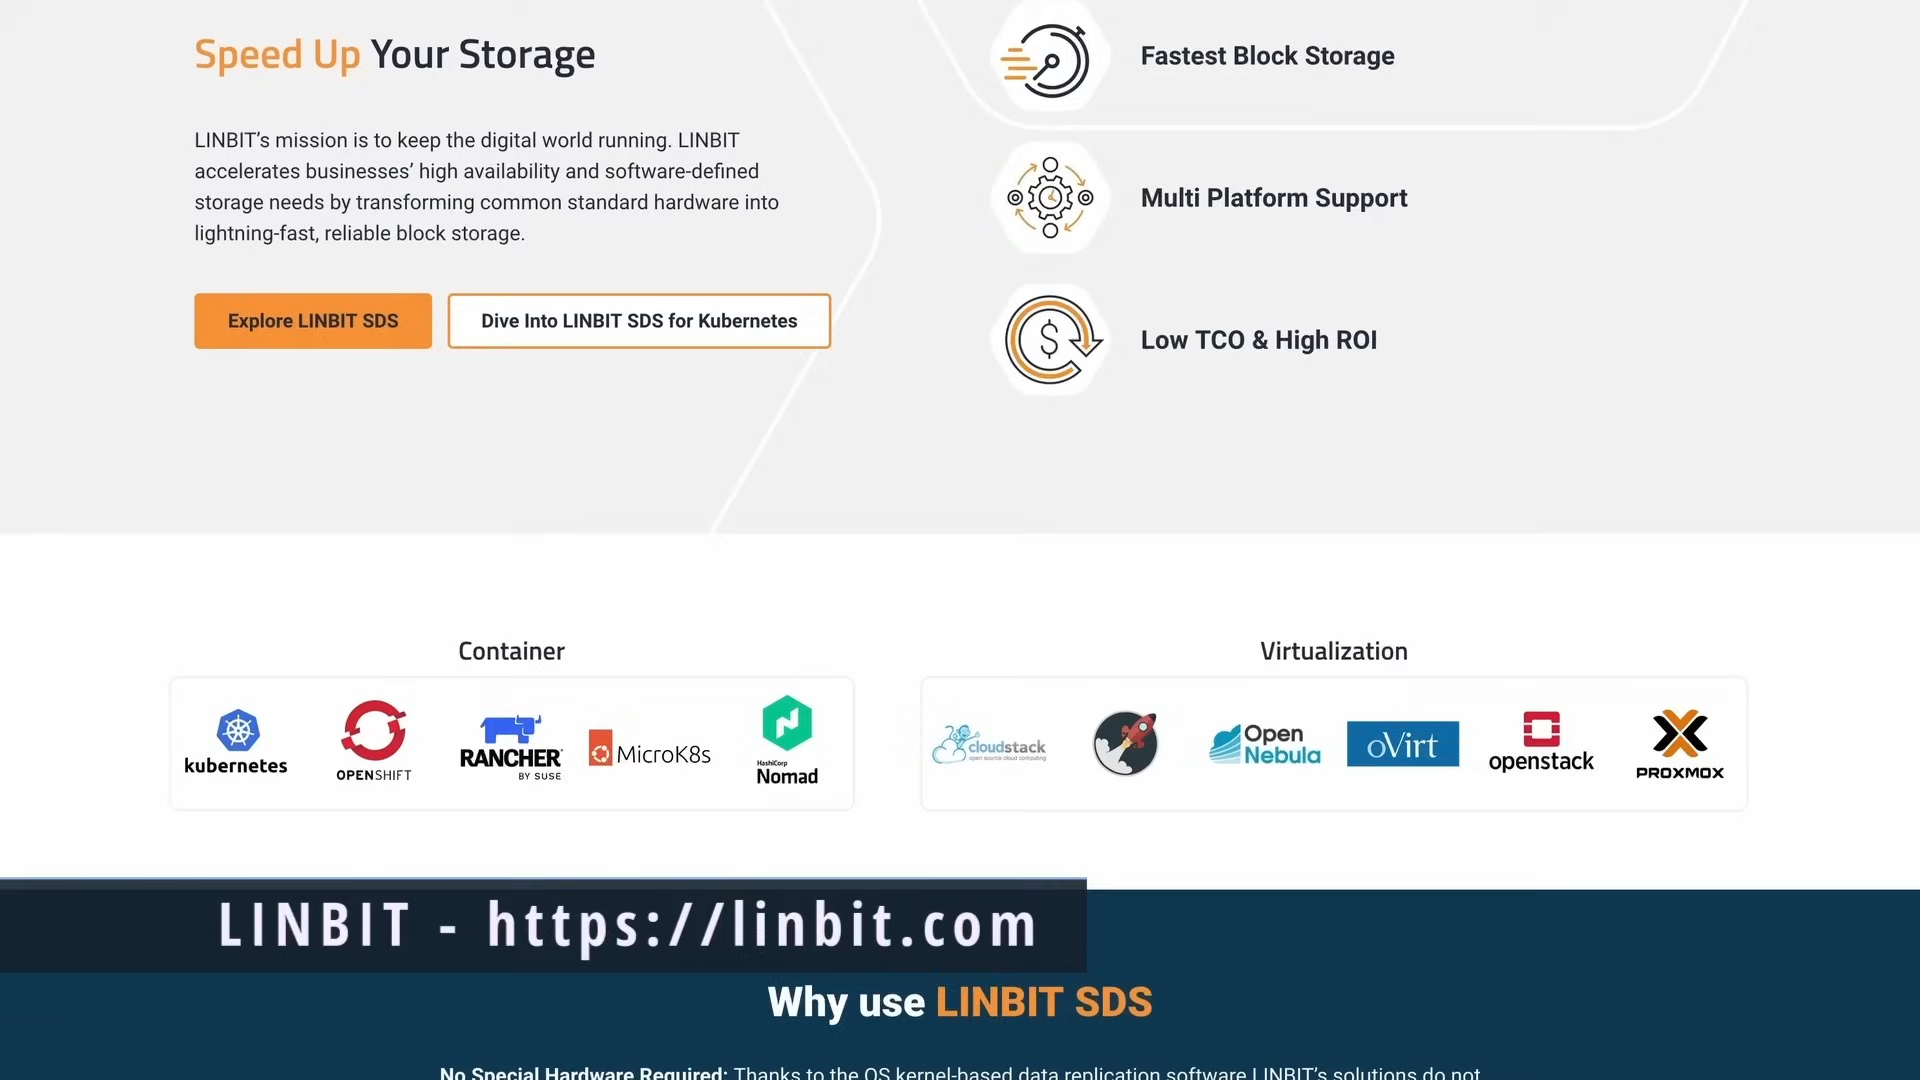 Speed Up Your Storage
LINBIT’s mission is to keep the digital world running. LINBIT
accelerates businesses’ high availability and software-defined
storage needs by transforming common standard hardware into
lightning-fast, reliable block storage.
Explore LINBIT SDS
Dive Into LINBIT SDS for Kubernetes
Fastest Block Storage
Multi Platform Support
Low TCO & High ROI
Container
kubernetes
OPENSHIFT
RANCHER
BY SUSE
MicroK8s
HashiCorp
Nomad
Virtualization
cloudstack
open source cloud computing
Open
Nebula
oVirt
openstack
PROXMOX
LINBIT - https://linbit.com
Why use LINBIT SDS
No Special Hardware Required: Thanks to the OS kernel-based data replication software LINBIT’s solutions do not